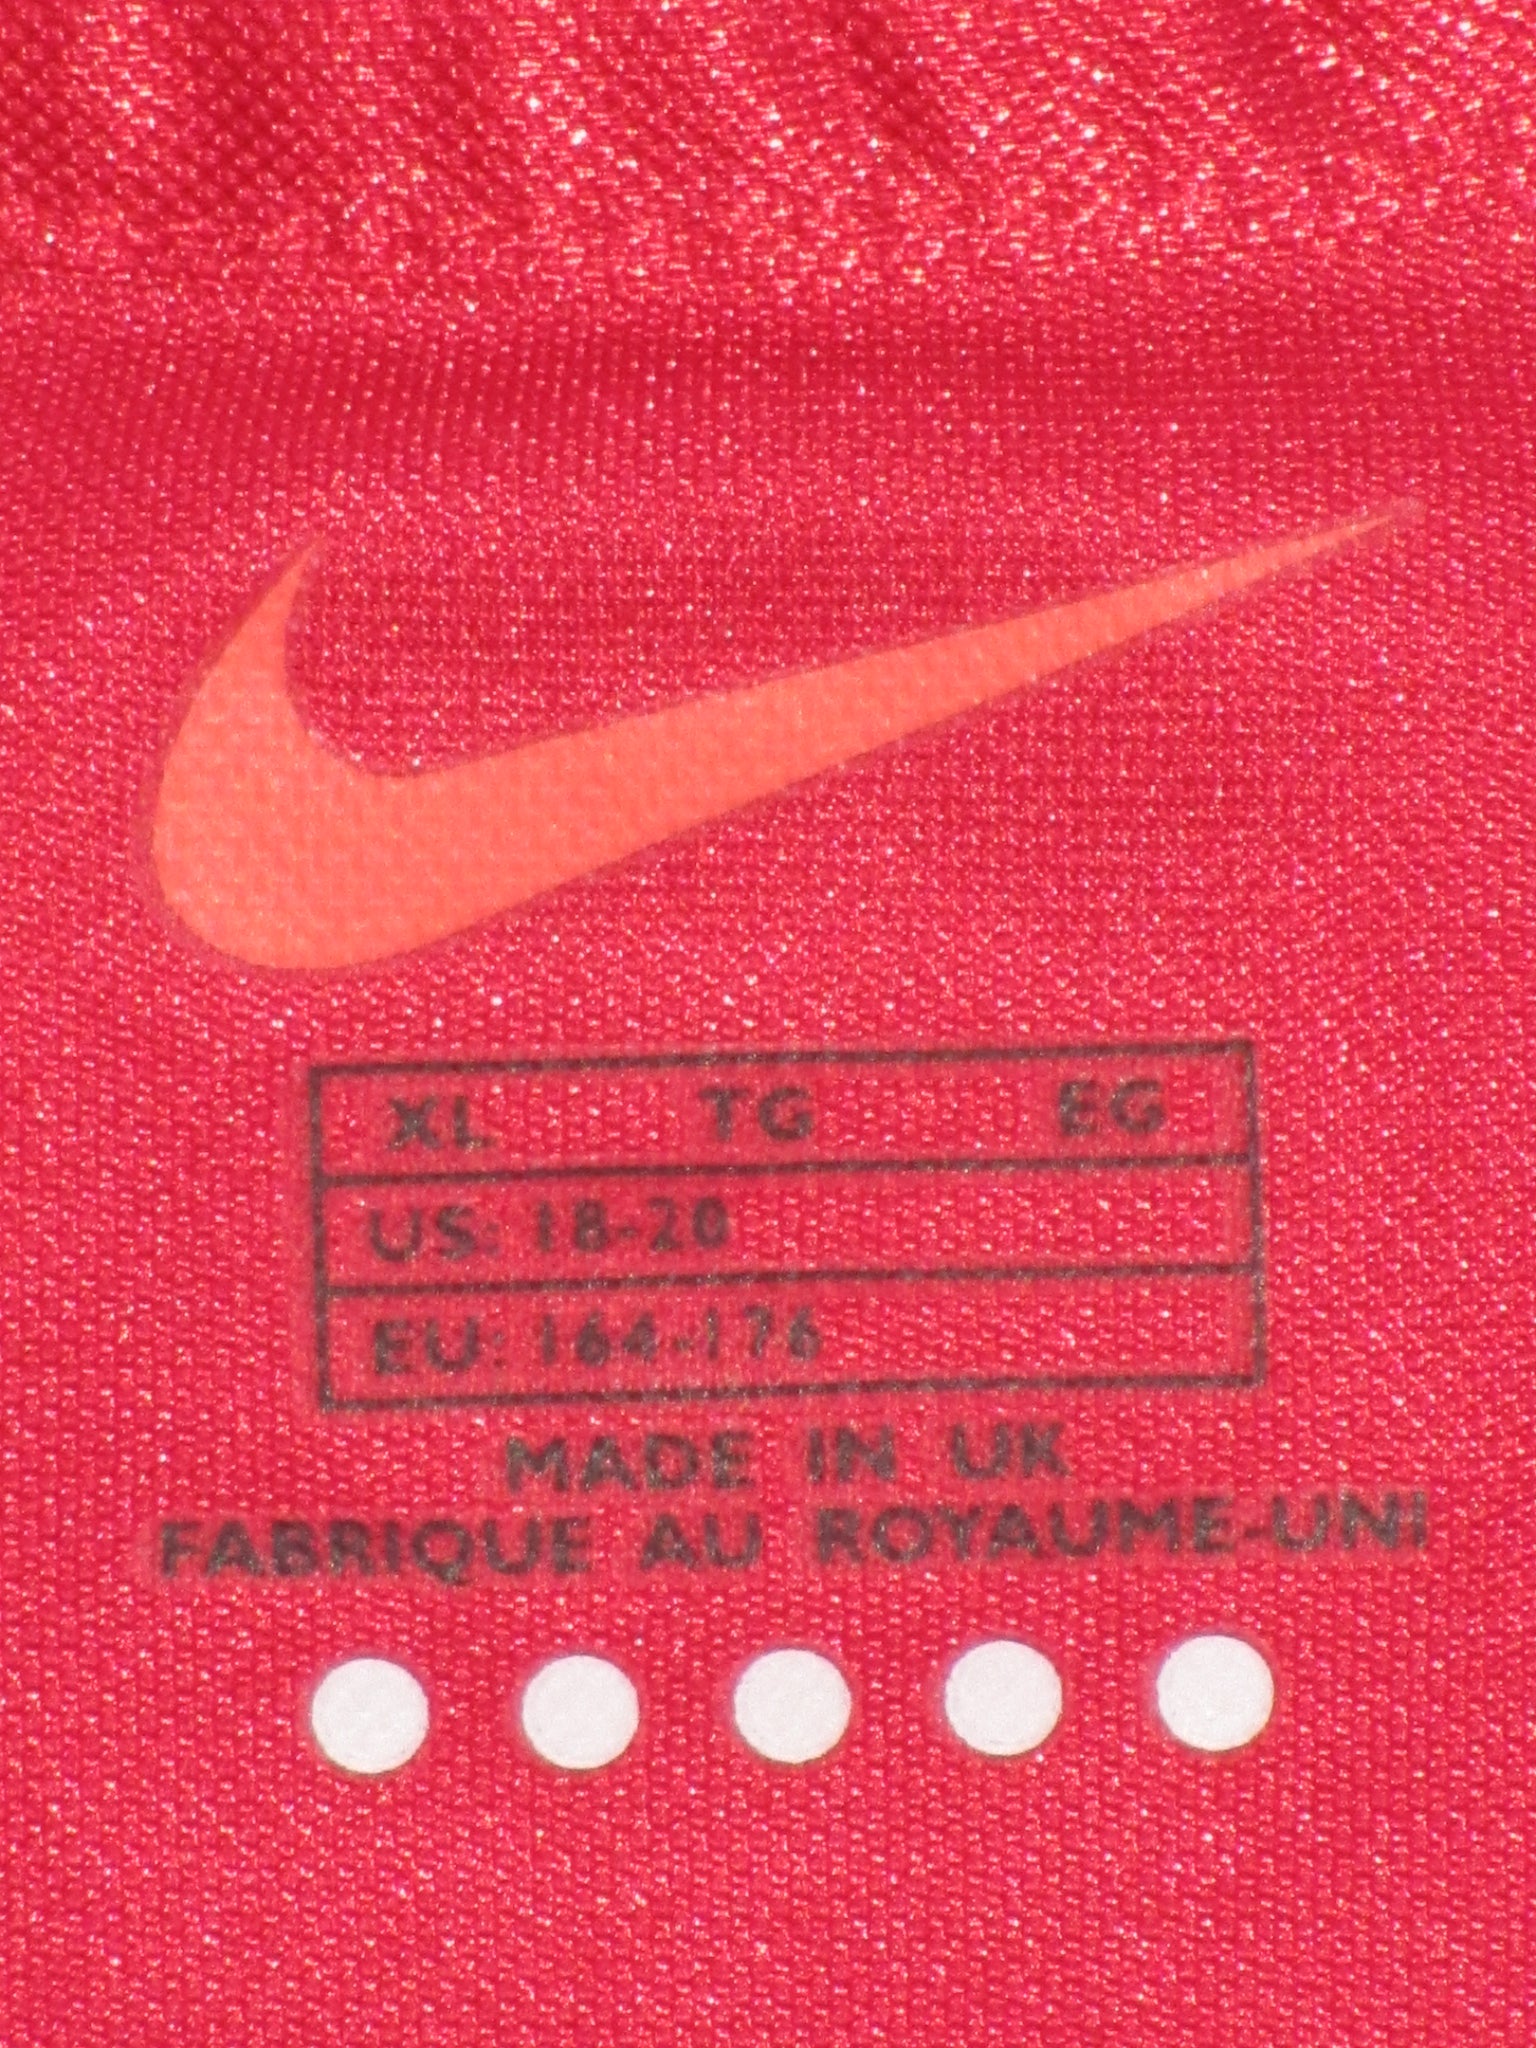 XL TG EG
US: 18-20
EU: 164-176
MADE IN UK
FABRIQUE AU ROYAUME-UNI